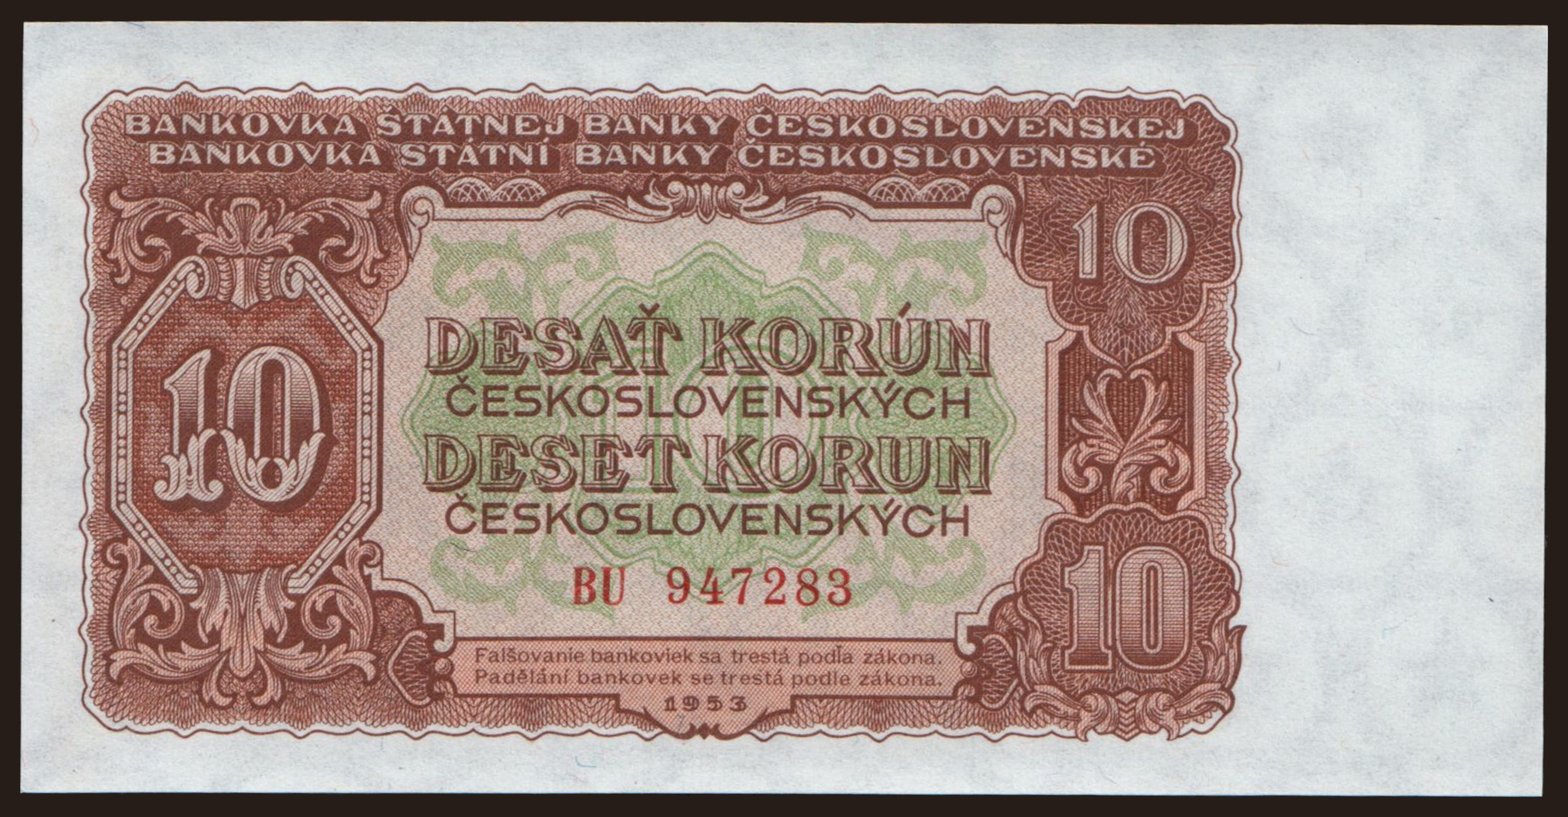 BANKOVKA ŠTÁTNEJ BANKY ČESKOSLOVENSKEJ
BANKOVKA STÁTNÍ BANKY ČESKOSLOVENSKÉ
10
10
DESAŤ KORÚN
ČESKOSLOVENSKÝCH
10
DESET KORUN
ČESKOSLOVENSKÝCH
BU 947283
10
Falšovanie bankoviek sa trestá podľa zákona.
Padělání bankovek se trestá podle zákona.
1953